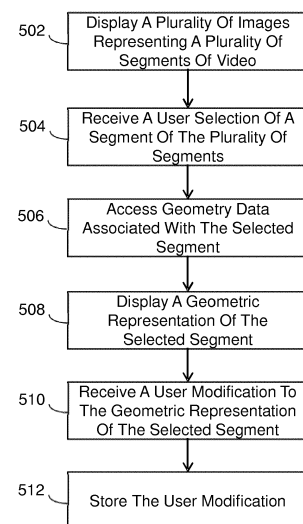 502
Display A Plurality Of Images
Representing A Plurality Of
Segments Of Video
504
Receive A User Selection Of A
Segment Of The Plurality Of
Segments
506
Access Geometry Data
Associated With The Selected
Segment
508
Display A Geometric
Representation Of The
Selected Segment
510
Receive A User Modification To
The Geometric Representation
Of The Selected Segment
512
Store The User Modification